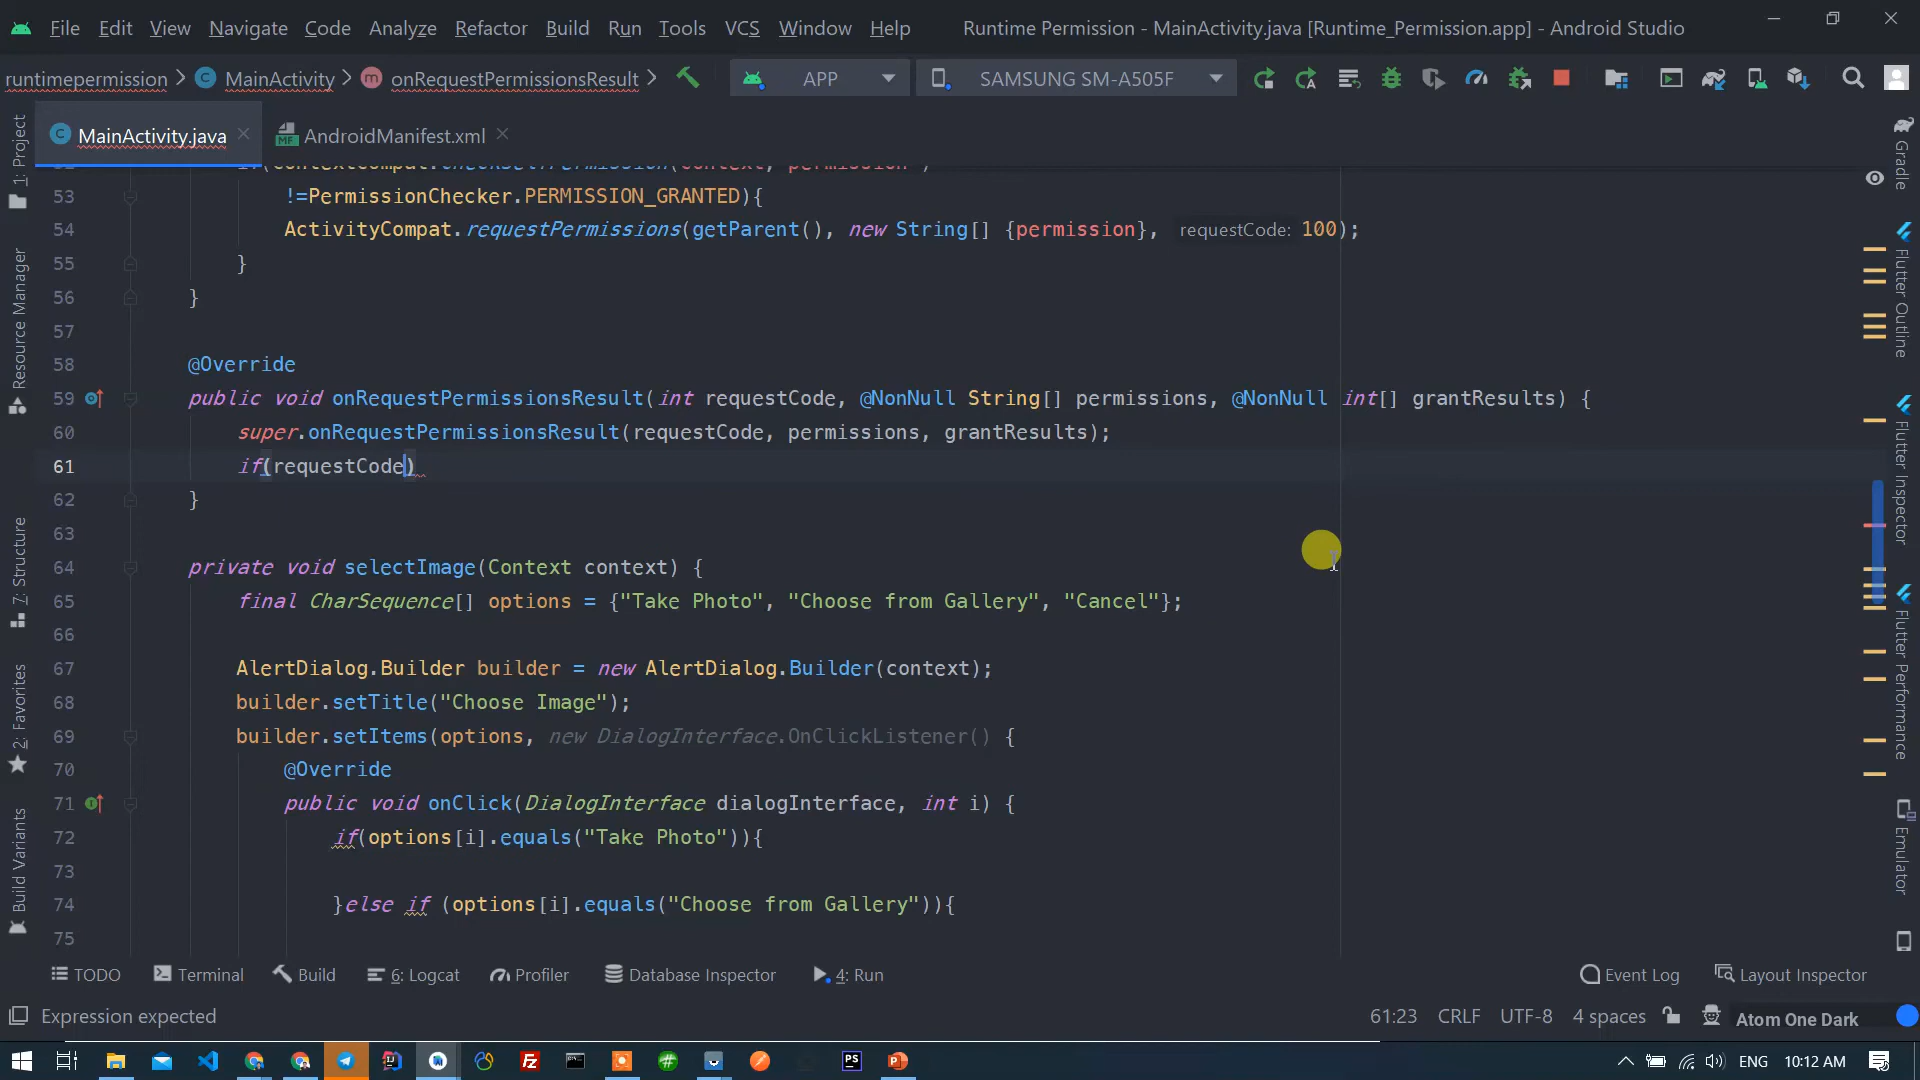 File Edit View Navigate Code Analyze Refactor Build Run Tools VCS Window Help Runtime Permission - MainActivity.java [Runtime_Permission.app] - Android Studio
runtimepermission MainActivity onRequestPermissionsResult APP SAMSUNG SM-A505F
MainActivity.java AndroidManifest.xml
53 !=PermissionChecker.PERMISSION_GRANTED){
54 ActivityCompat.requestPermissions(getParent(), new String[] {permission}, requestCode: 100);
55 }
56 }
57
58 @Override
59 public void onRequestPermissionsResult(int requestCode, @NonNull String[] permissions, @NonNull int[] grantResults) {
60 super.onRequestPermissionsResult(requestCode, permissions, grantResults);
61 if(requestCode)
62 }
63
64 private void selectImage(Context context) {
65 final CharSequence[] options = {"Take Photo", "Choose from Gallery", "Cancel"};
66
67 AlertDialog.Builder builder = new AlertDialog.Builder(context);
68 builder.setTitle("Choose Image");
69 builder.setItems(options, new DialogInterface.OnClickListener() {
70 @Override
71 public void onClick(DialogInterface dialogInterface, int i) {
72 if(options[i].equals("Take Photo")){
73
74 }else if (options[i].equals("Choose from Gallery")){
75
1: Project
Resource Manager
7: Structure
2: Favorites
Build Variants
Gradle
Flutter Outline
Flutter Inspector
Flutter Performance
Emulator
TODO Terminal Build 6: Logcat Profiler Database Inspector 4: Run Event Log Layout Inspector
Expression expected 61:23 CRLF UTF-8 4 spaces Atom One Dark
ENG 10:12 AM